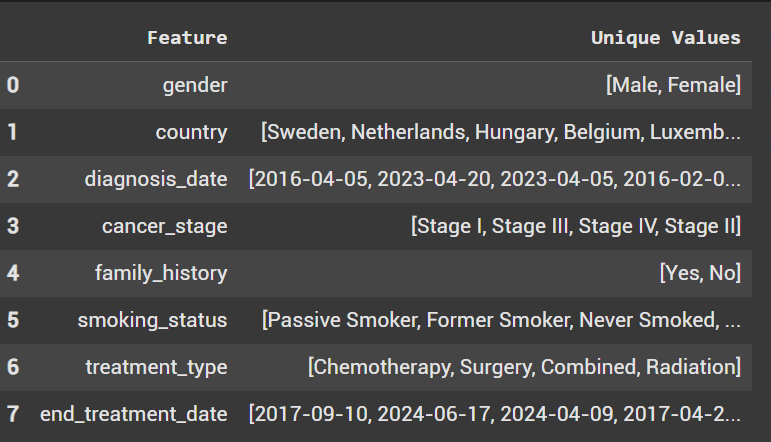 Feature Unique Values
0 gender [Male, Female]
1 country [Sweden, Netherlands, Hungary, Belgium, Luxemb...
2 diagnosis_date [2016-04-05, 2023-04-20, 2023-04-05, 2016-02-0...
3 cancer_stage [Stage I, Stage III, Stage IV, Stage II]
4 family_history [Yes, No]
5 smoking_status [Passive Smoker, Former Smoker, Never Smoked, ...
6 treatment_type [Chemotherapy, Surgery, Combined, Radiation]
7 end_treatment_date [2017-09-10, 2024-06-17, 2024-04-09, 2017-04-2...